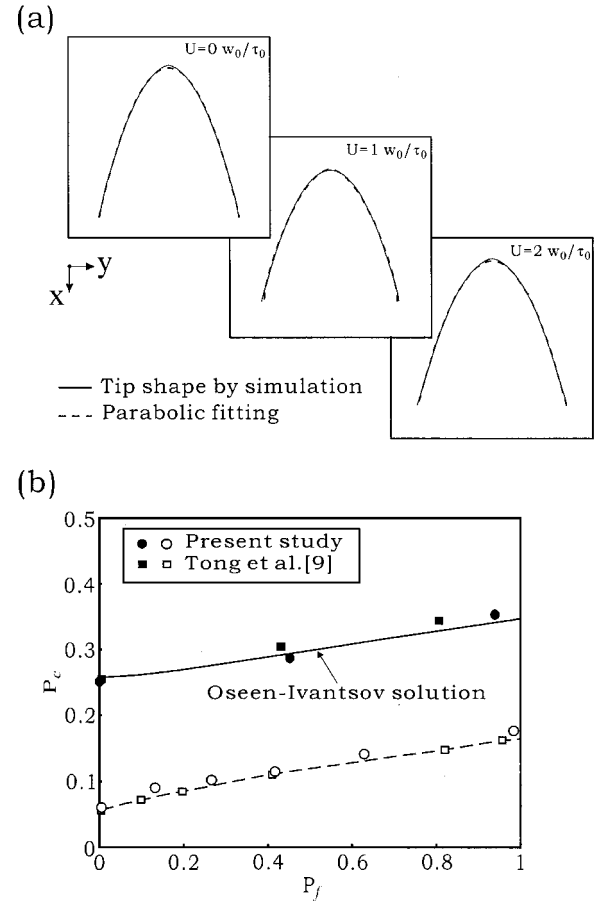 (a)
U=0 w₀/τ₀
U=1 w₀/τ₀
U=2 w₀/τ₀
y
x
Tip shape by simulation
Parabolic fitting
(b)
0.5
0.4
0.3
0.2
0.1
0
P_c
Present study
Tong et al.[9]
Oseen-Ivantsov solution
0 0.2 0.4 0.6 0.8 1
P_f